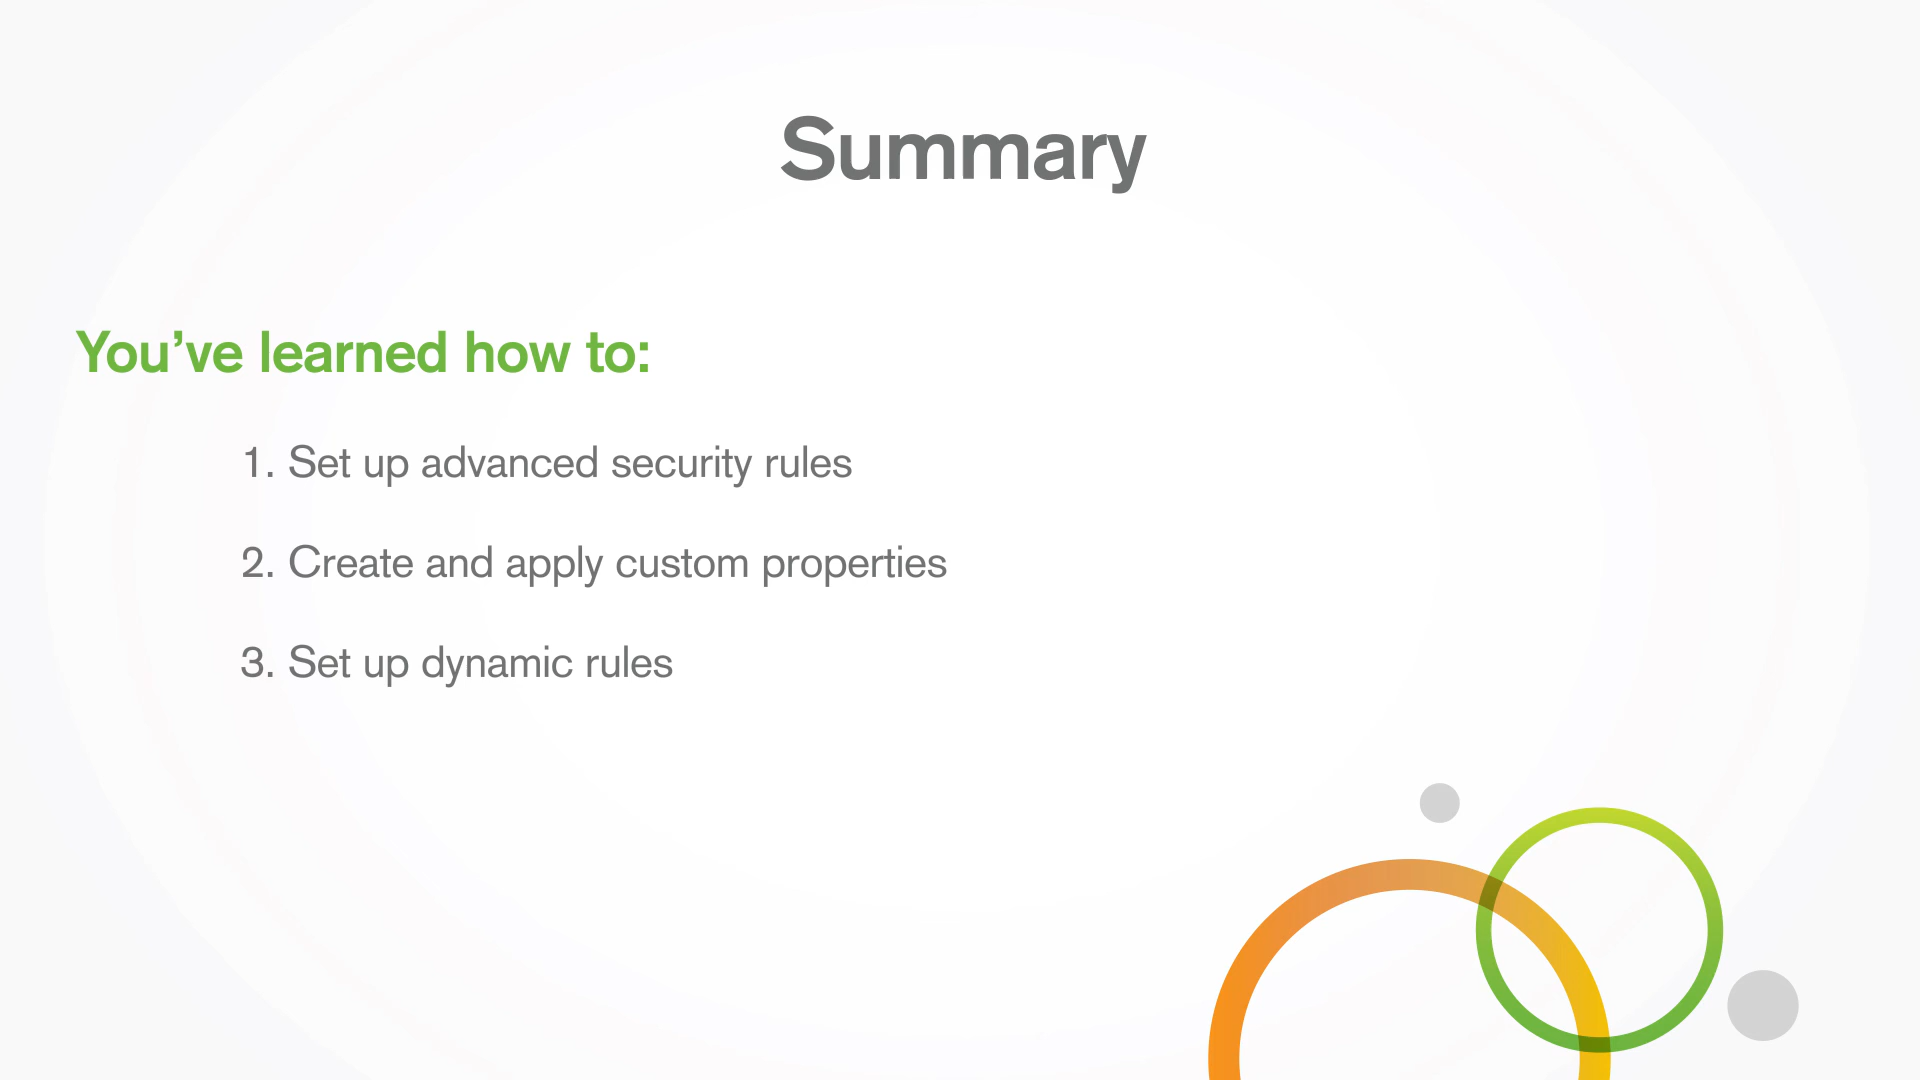 Summary
You’ve learned how to:
1. Set up advanced security rules
2. Create and apply custom properties
3. Set up dynamic rules